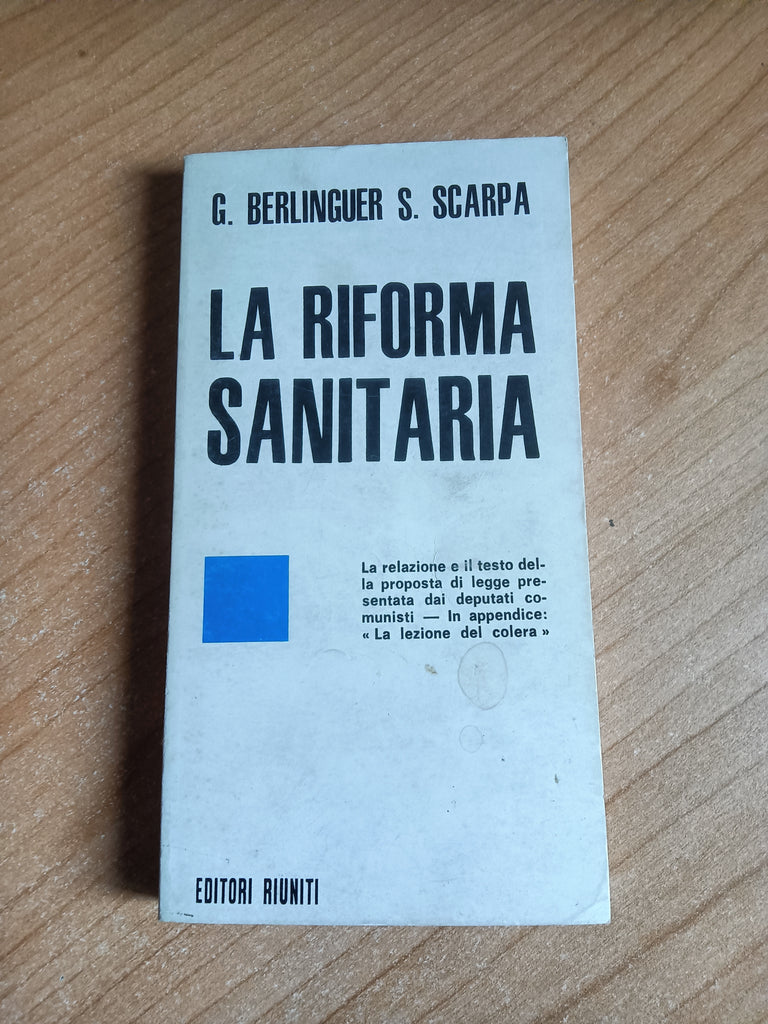 G. BERLINGUER S. SCARPA
LA RIFORMA
SANITARIA
La relazione e il testo del-
la proposta di legge pre-
sentata dai deputati co-
munisti — In appendice:
« La lezione del colera »
EDITORI RIUNITI